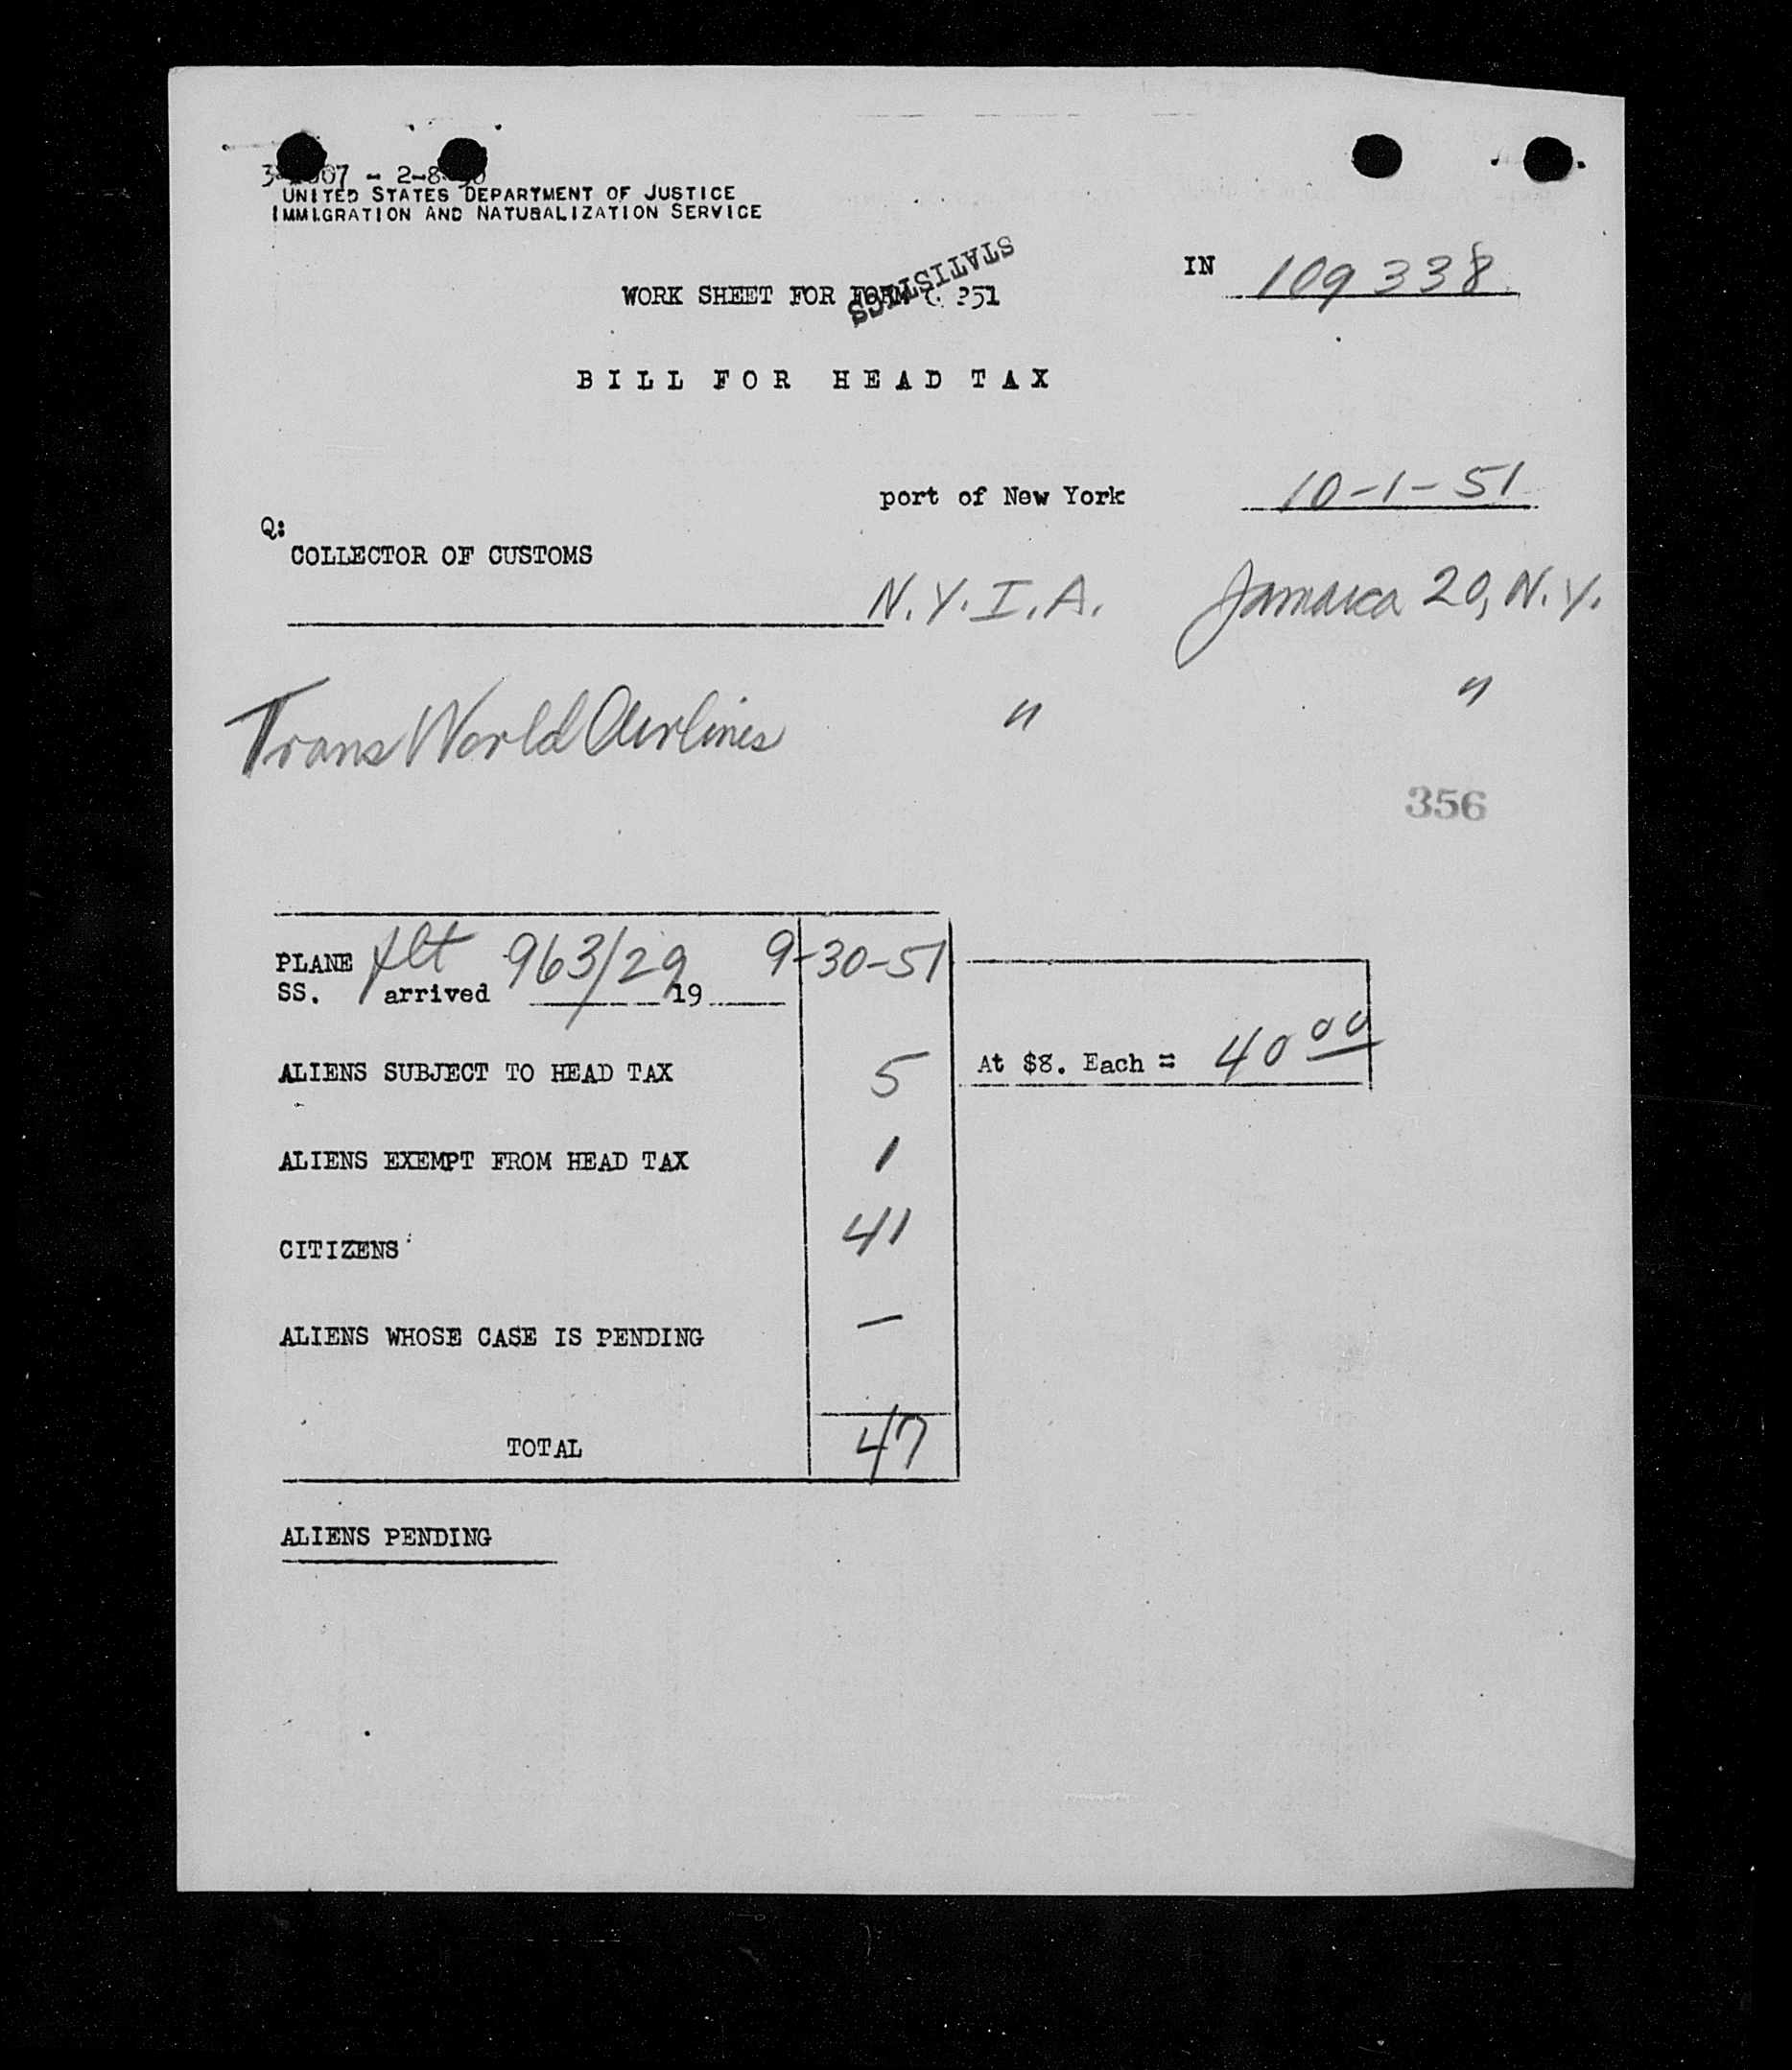 UNITED STATES DEPARTMENT OF JUSTICE
IMMIGRATION AND NATURALIZATION SERVICE
STATISTICS
IN 109338
WORK SHEET FOR FORM 351
BILL FOR HEAD TAX
port of New York 10-1-51
Q:
COLLECTOR OF CUSTOMS
N.Y.I.A. Jamaica 20, N.Y.
Trans World Airlines " "
356
PLANE flt 963/29 9-30-51
SS. arrived 19
ALIENS SUBJECT TO HEAD TAX 5 At $8. Each = 40 00
ALIENS EXEMPT FROM HEAD TAX 1
CITIZENS 41
ALIENS WHOSE CASE IS PENDING —
TOTAL 47
ALIENS PENDING